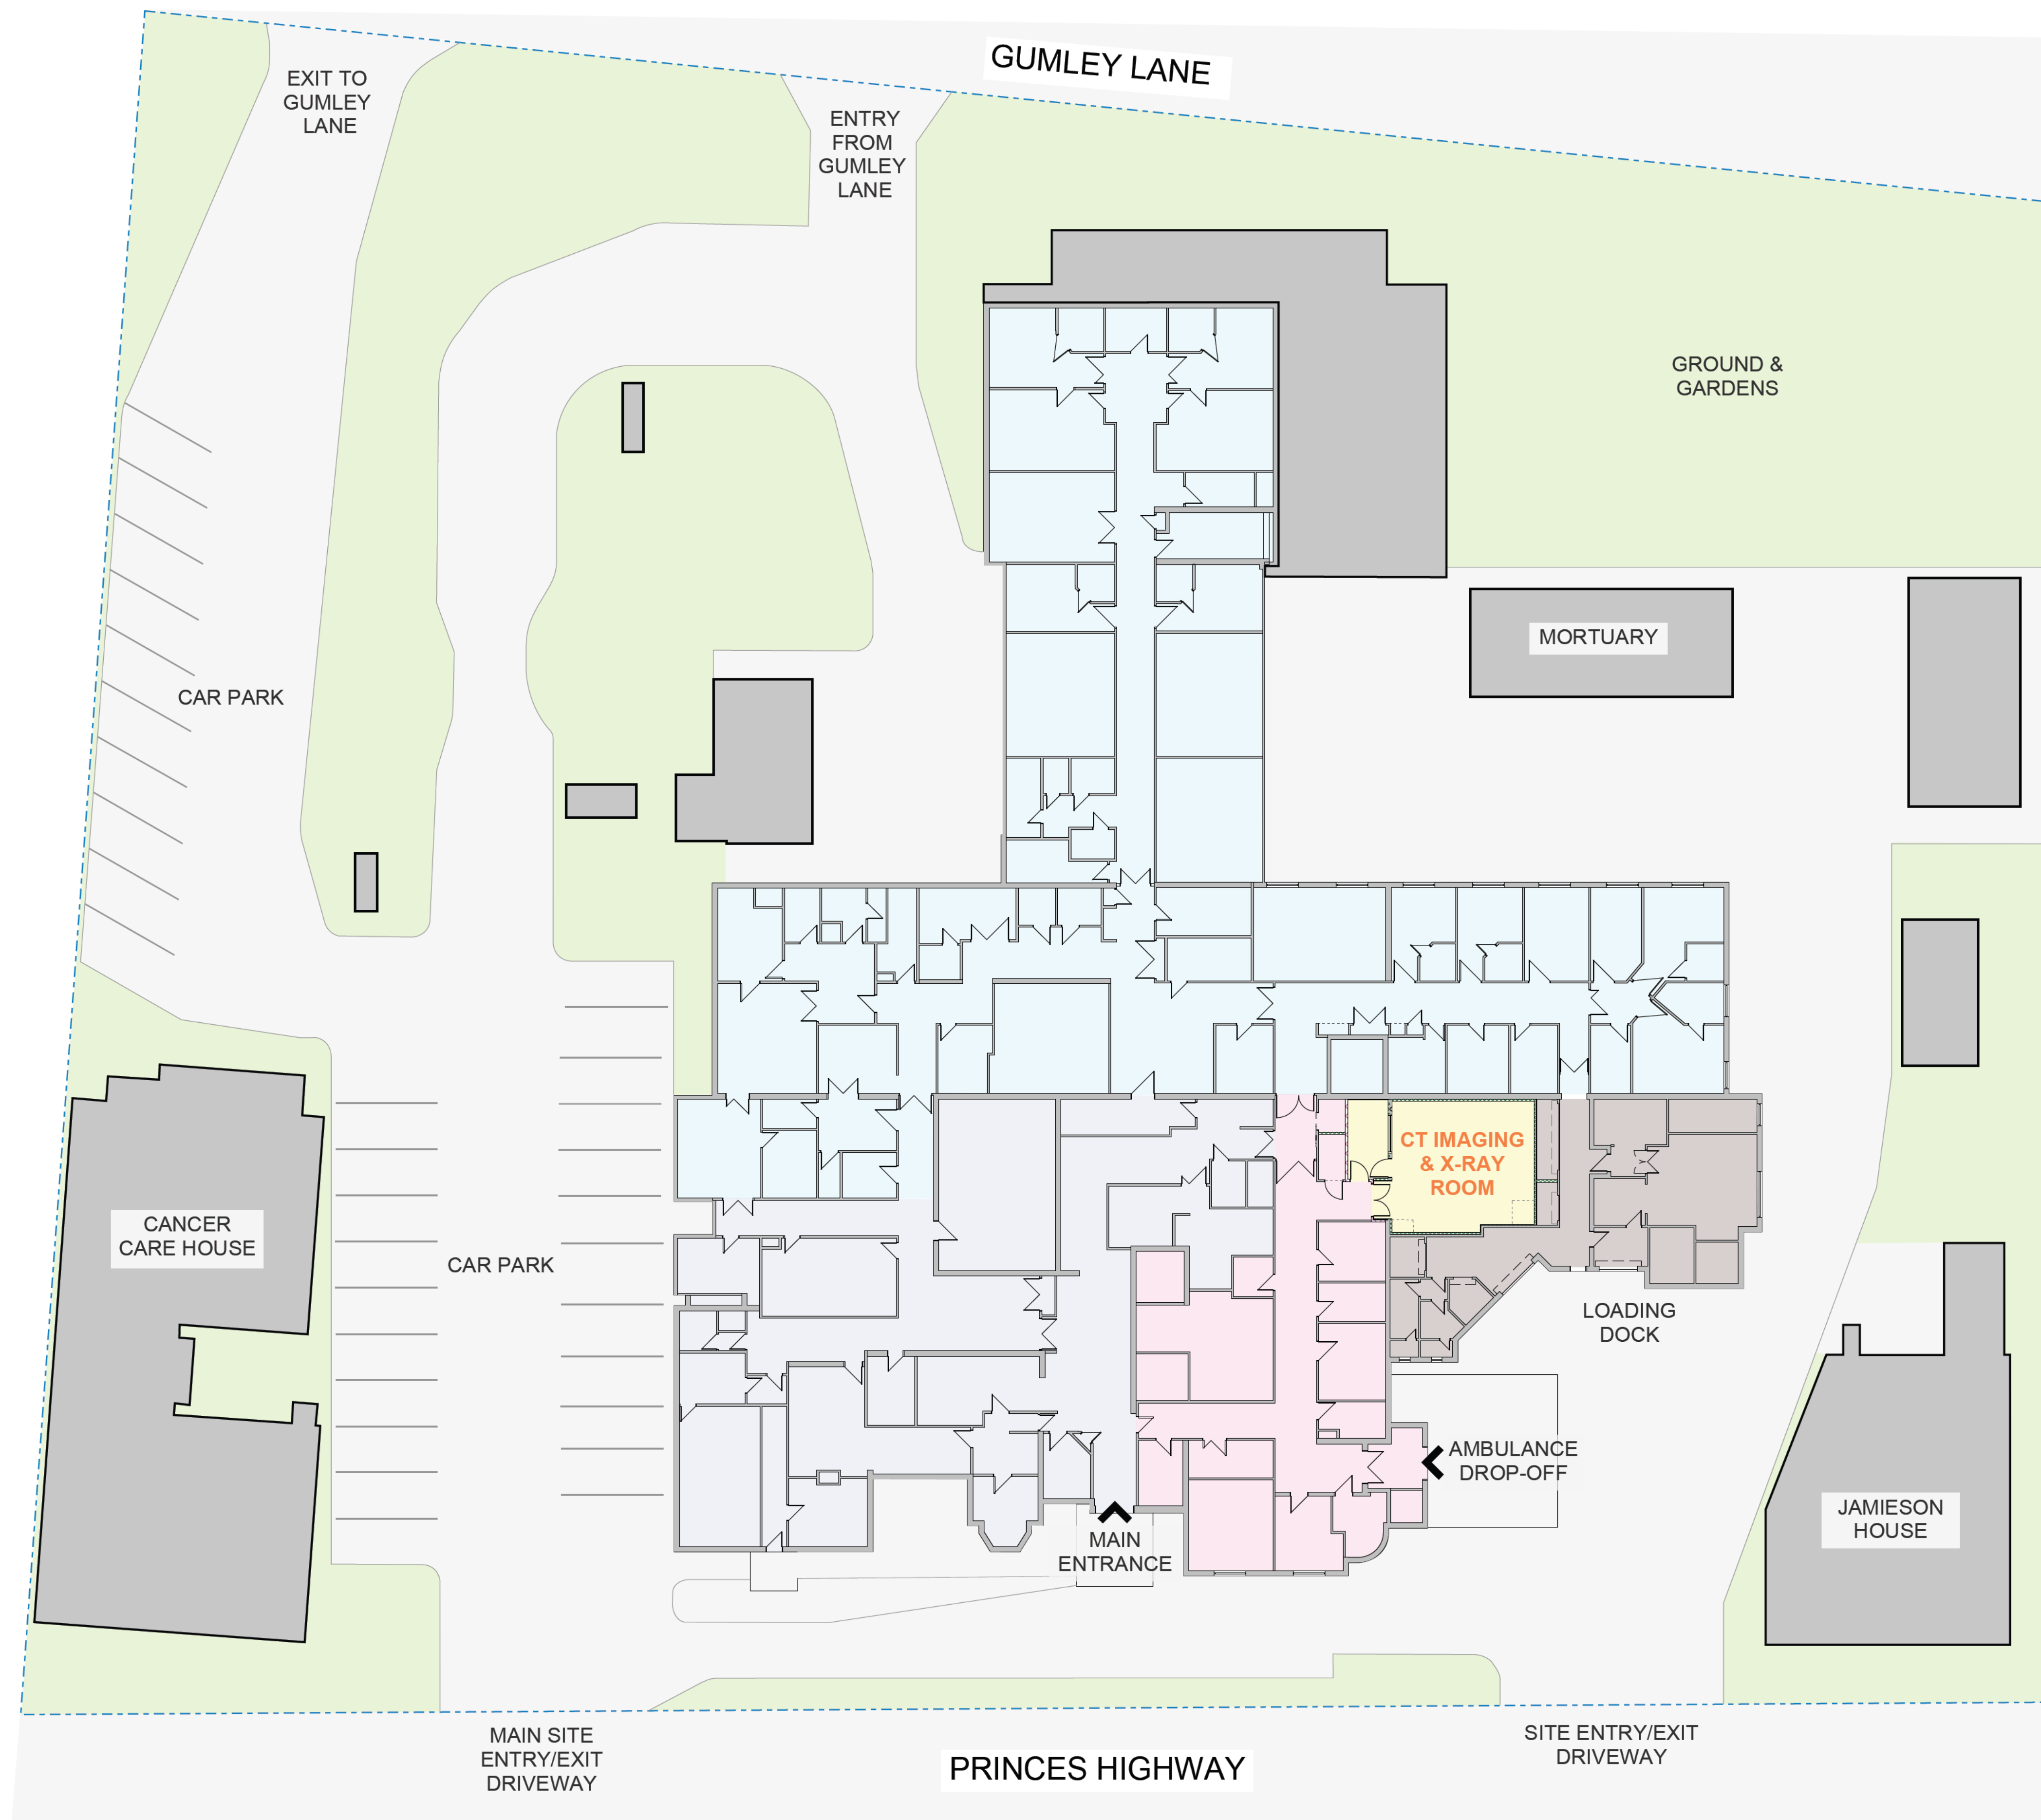 GUMLEY LANE
EXIT TO
GUMLEY
LANE
ENTRY
FROM
GUMLEY
LANE
GROUND &
GARDENS
MORTUARY
CAR PARK
CT IMAGING
& X-RAY
ROOM
CANCER
CARE HOUSE
CAR PARK
LOADING
DOCK
AMBULANCE
DROP-OFF
JAMIESON
HOUSE
MAIN
ENTRANCE
MAIN SITE
ENTRY/EXIT
DRIVEWAY
PRINCES HIGHWAY
SITE ENTRY/EXIT
DRIVEWAY